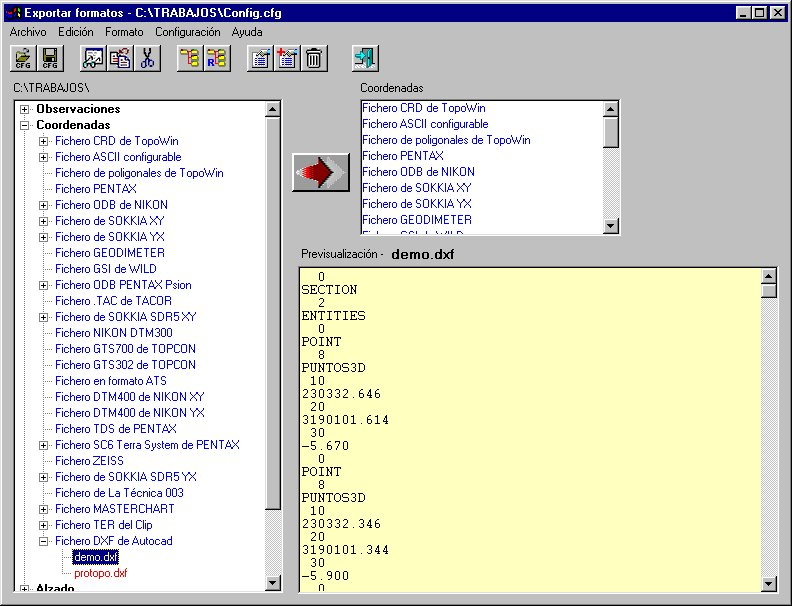 Exportar formatos - C:\TRABAJOS\Config.cfg
Archivo Edición Formato Configuración Ayuda
CFG CFG R
C:\TRABAJOS\
Observaciones
Coordenadas
Fichero CRD de TopoWin
Fichero ASCII configurable
Fichero de poligonales de TopoWin
Fichero PENTAX
Fichero ODB de NIKON
Fichero de SOKKIA XY
Fichero de SOKKIA YX
Fichero GEODIMETER
Fichero GSI de WILD
Fichero ODB PENTAX Psion
Fichero .TAC de TACOR
Fichero de SOKKIA SDR5 XY
Fichero NIKON DTM300
Fichero GTS700 de TOPCON
Fichero GTS302 de TOPCON
Fichero en formato ATS
Fichero DTM400 de NIKON XY
Fichero DTM400 de NIKON YX
Fichero TDS de PENTAX
Fichero SC6 Terra System de PENTAX
Fichero ZEISS
Fichero de SOKKIA SDR5 YX
Fichero de La Técnica 003
Fichero MASTERCHART
Fichero TER del Clip
Fichero DXF de Autocad
demo.dxf
protopo.dxf
Alzado
Coordenadas
Fichero CRD de TopoWin
Fichero ASCII configurable
Fichero de poligonales de TopoWin
Fichero PENTAX
Fichero ODB de NIKON
Fichero de SOKKIA XY
Fichero de SOKKIA YX
Fichero GEODIMETER
Fichero GSI de WILD
Previsualización - demo.dxf
0
SECTION
2
ENTITIES
0
POINT
8
PUNTOS3D
10
230332.646
20
3190101.614
30
-5.670
0
POINT
8
PUNTOS3D
10
230332.346
20
3190101.344
30
-5.900
0